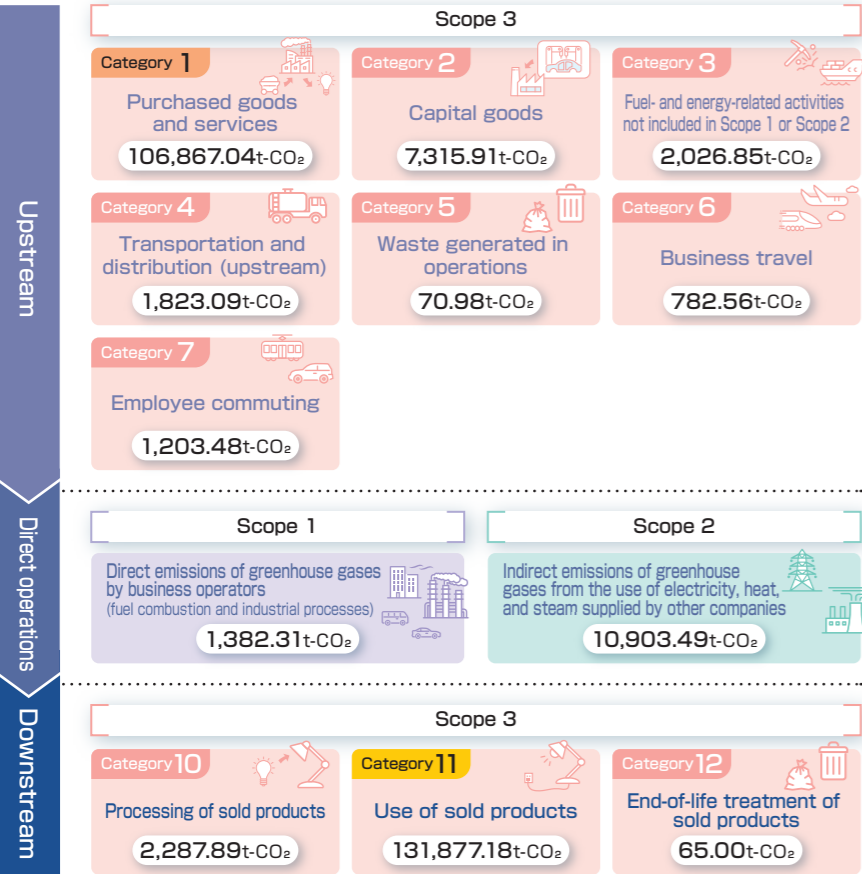 Upstream
Scope 3
Category 1
Purchased goods
and services
106,867.04t-CO₂
Category 2
Capital goods
7,315.91t-CO₂
Category 3
Fuel- and energy-related activities
not included in Scope 1 or Scope 2
2,026.85t-CO₂
Category 4
Transportation and
distribution (upstream)
1,823.09t-CO₂
Category 5
Waste generated in
operations
70.98t-CO₂
Category 6
Business travel
782.56t-CO₂
Category 7
Employee commuting
1,203.48t-CO₂
Direct operations
Scope 1
Direct emissions of greenhouse gases
by business operators
(fuel combustion and industrial processes)
1,382.31t-CO₂
Scope 2
Indirect emissions of greenhouse
gases from the use of electricity, heat,
and steam supplied by other companies
10,903.49t-CO₂
Downstream
Scope 3
Category 10
Processing of sold products
2,287.89t-CO₂
Category 11
Use of sold products
131,877.18t-CO₂
Category 12
End-of-life treatment of
sold products
65.00t-CO₂